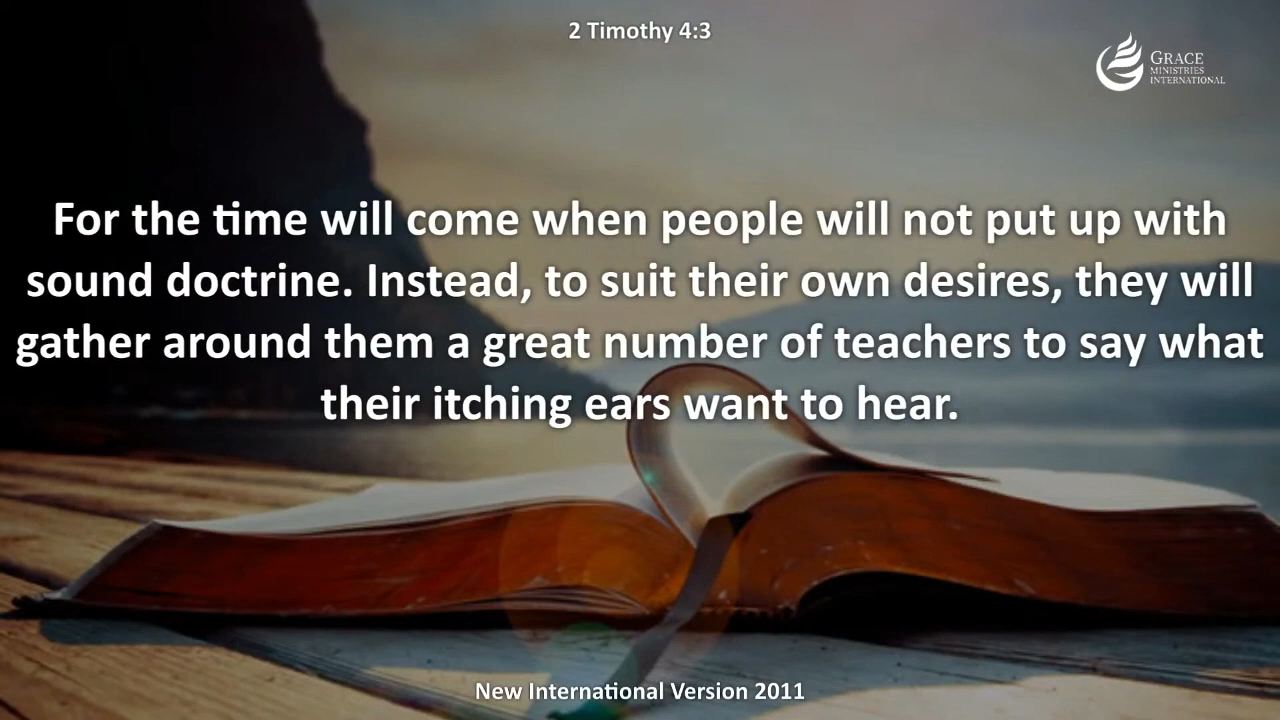 2 Timothy 4:3
GRACE
MINISTRIES
INTERNATIONAL
For the time will come when people will not put up with
sound doctrine. Instead, to suit their own desires, they will
gather around them a great number of teachers to say what
their itching ears want to hear.
New International Version 2011